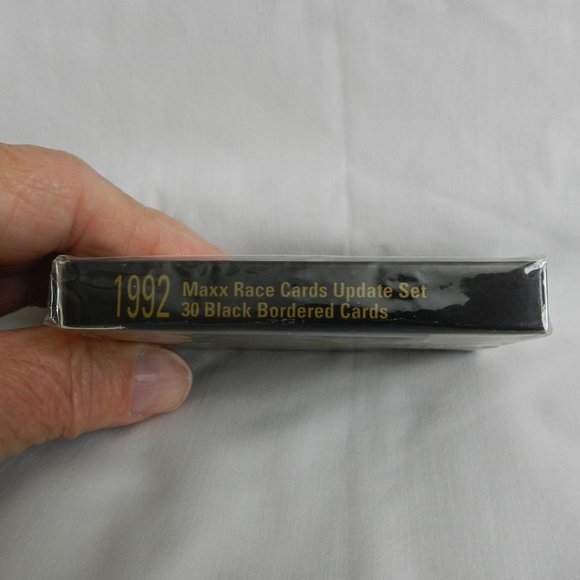 1992 Maxx Race Cards Update Set
30 Black Bordered Cards